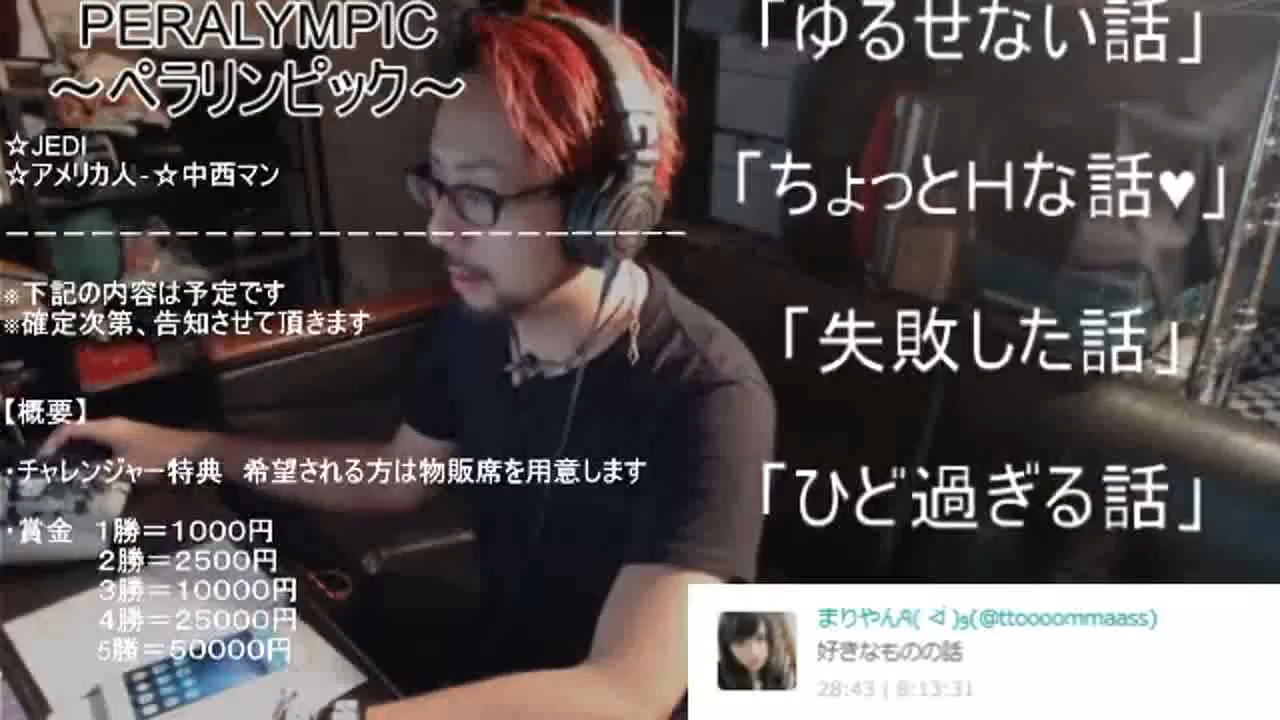 PERALYMPIC
～ペラリンピック～
☆JEDI
☆アメリカ人-☆中西マン
※下記の内容は予定です
※確定次第、告知させて頂きます
【概要】
・チャレンジャー特典　希望される方は物販席を用意します
・賞金　1勝＝1000円
2勝＝2500円
3勝＝10000円
4勝＝25000円
5勝＝50000円
「ゆるせない話」
「ちょっとHな話♥」
「失敗した話」
「ひど過ぎる話」
(@ttoooommaass)
好きなものの話
28:43 | 8:13:31